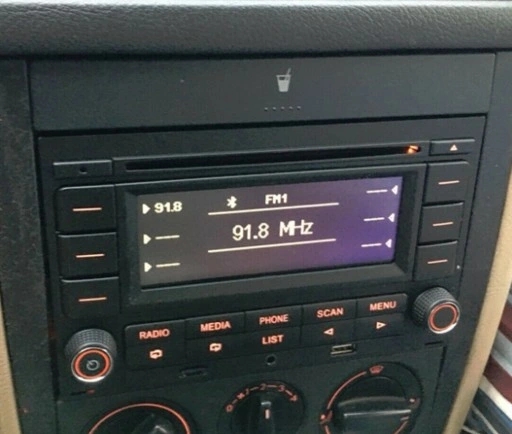 91.8 FM1
91.8 MHz
RADIO MEDIA PHONE SCAN MENU
LIST